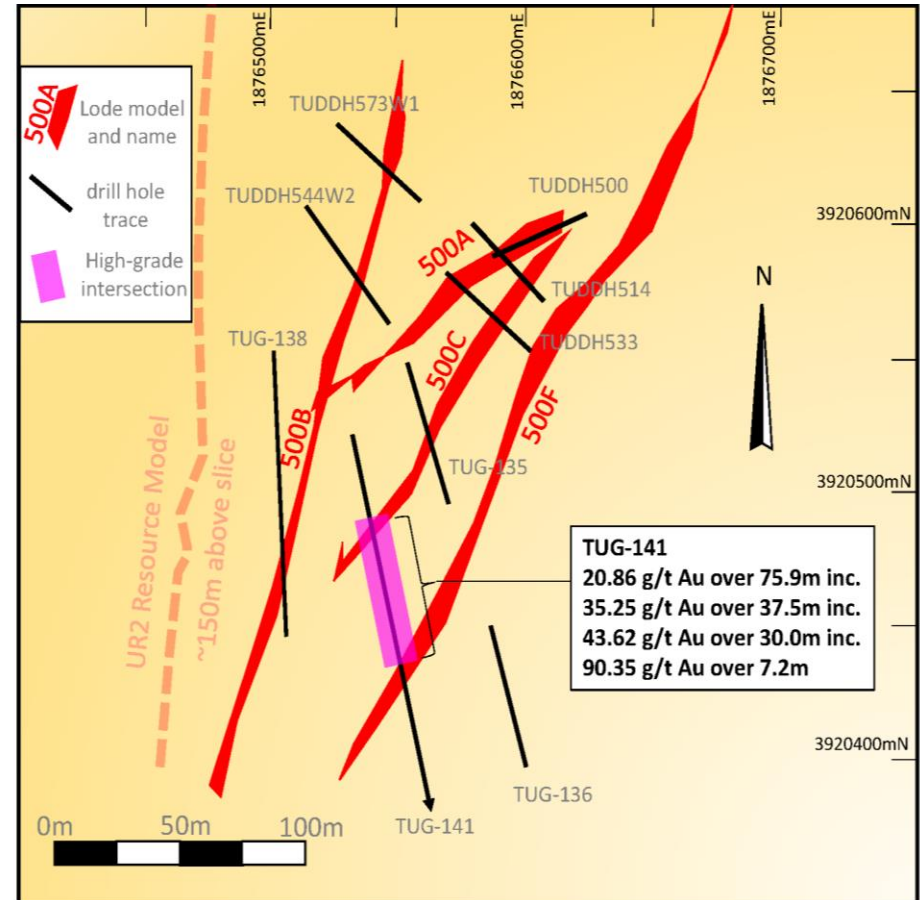 1876500mE
1876600mE
1876700mE
500A
Lode model
and name
drill hole
trace
High-grade
intersection
TUDDH573W1
TUDDH544W2
TUDDH500
3920600mN
500A
TUDDH514
N
TUG-138
TUDDH533
500C
500F
500B
UR2 Resource Model
~150m above slice
TUG-135
3920500mN
TUG-141
20.86 g/t Au over 75.9m inc.
35.25 g/t Au over 37.5m inc.
43.62 g/t Au over 30.0m inc.
90.35 g/t Au over 7.2m
3920400mN
TUG-136
0m 50m 100m
TUG-141